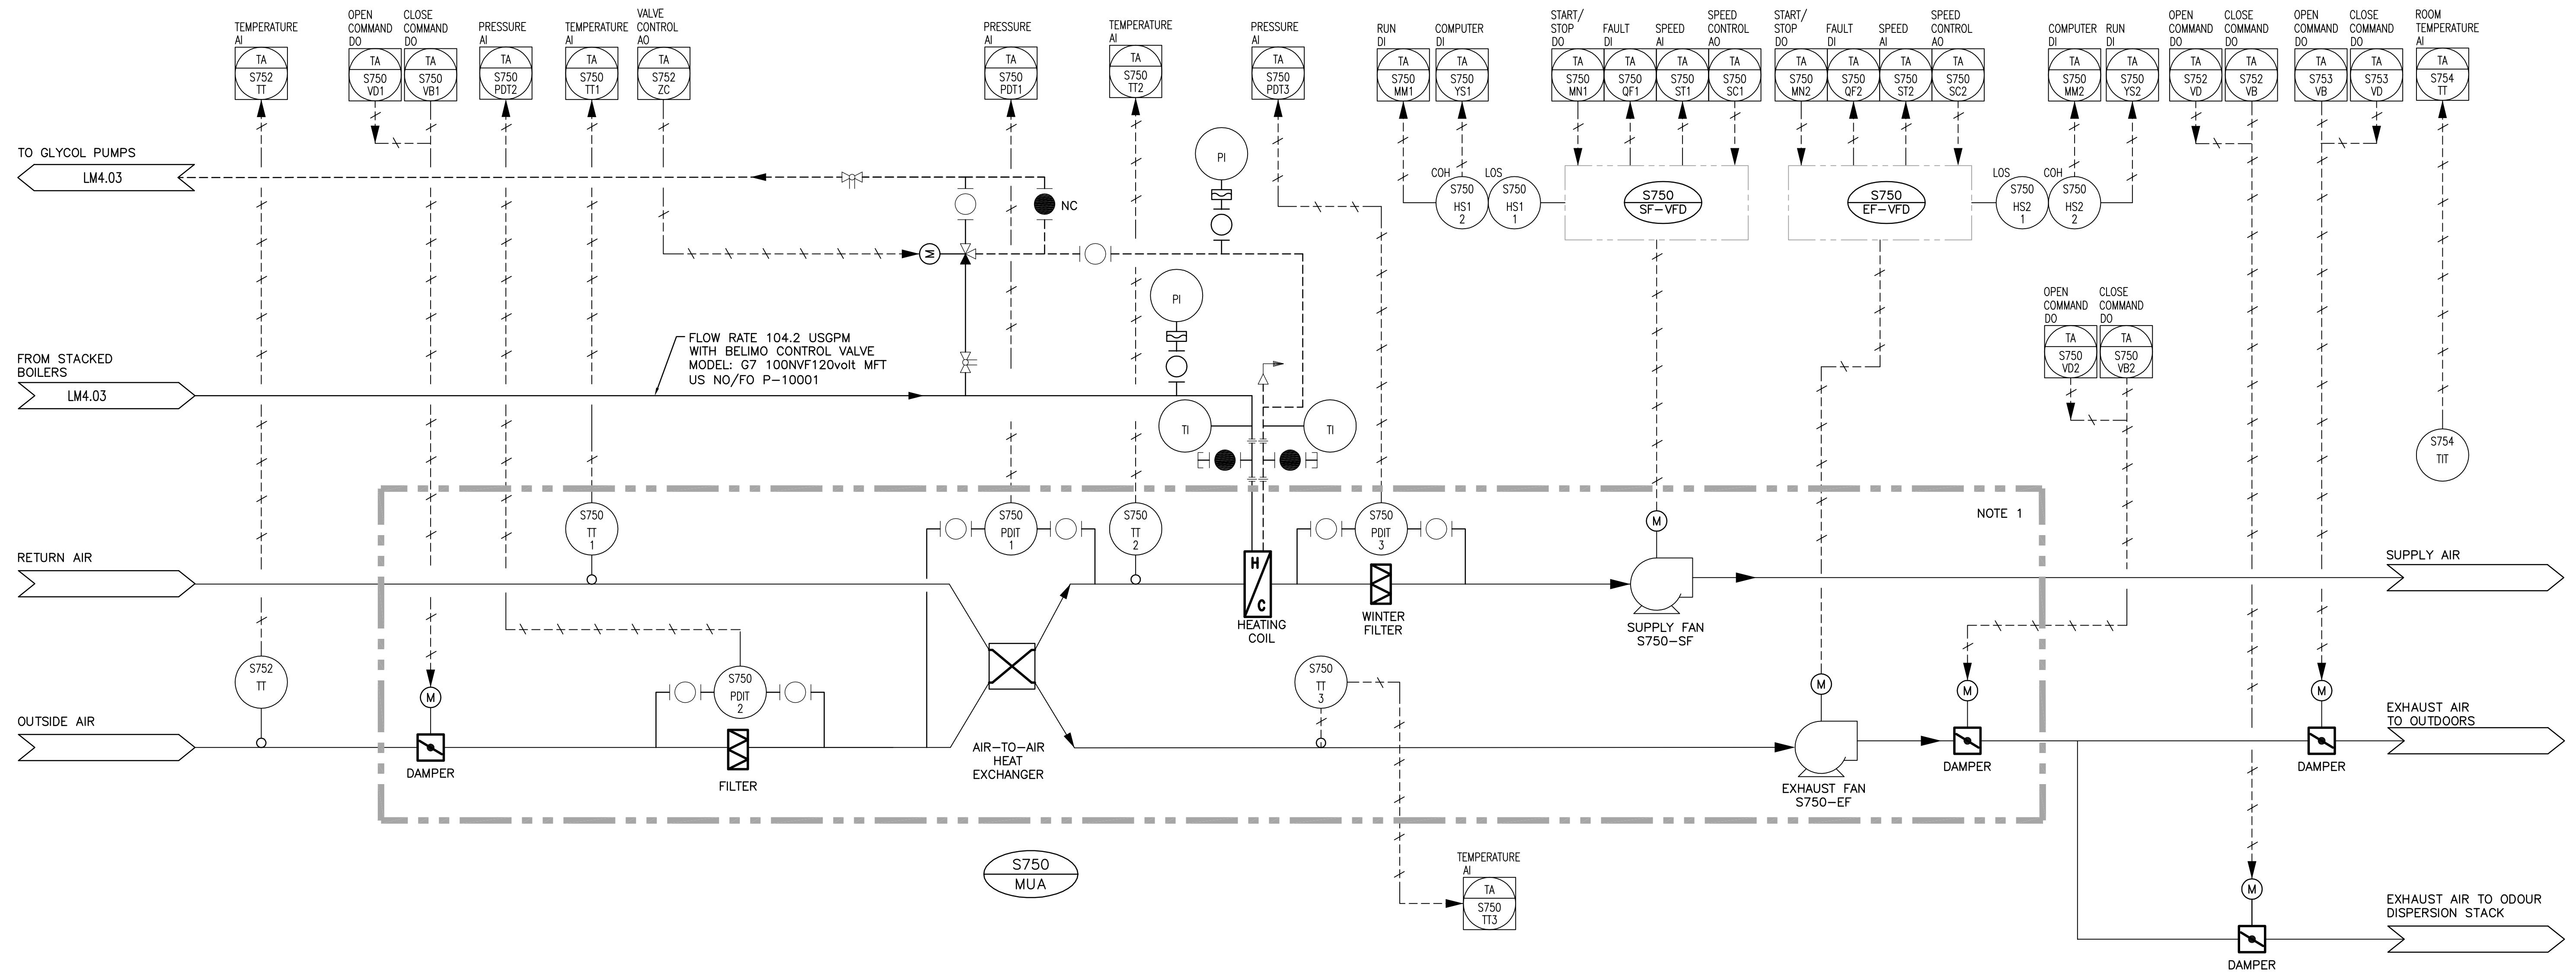 TEMPERATURE
AI
TA
S752
TT
OPEN
COMMAND
DO
TA
S750
VD1
CLOSE
COMMAND
DO
TA
S750
VB1
PRESSURE
AI
TA
S750
PDT2
TEMPERATURE
AI
TA
S750
TT1
VALVE
CONTROL
AO
TA
S752
ZC
PRESSURE
AI
TA
S750
PDT1
TEMPERATURE
AI
TA
S750
TT2
PRESSURE
AI
TA
S750
PDT3
RUN
DI
TA
S750
MM1
COMPUTER
DI
TA
S750
YS1
START/
STOP
DO
TA
S750
MN1
FAULT
DI
TA
S750
QF1
SPEED
AI
TA
S750
ST1
SPEED
CONTROL
AO
TA
S750
SC1
START/
STOP
DO
TA
S750
MN2
FAULT
DI
TA
S750
QF2
SPEED
AI
TA
S750
ST2
SPEED
CONTROL
AO
TA
S750
SC2
COMPUTER
DI
TA
S750
MM2
RUN
DI
TA
S750
YS2
OPEN
COMMAND
DO
TA
S752
VD
CLOSE
COMMAND
DO
TA
S752
VB
OPEN
COMMAND
DO
TA
S753
VB
CLOSE
COMMAND
DO
TA
S753
VD
ROOM
TEMPERATURE
AI
TA
S754
TT
TO GLYCOL PUMPS
LM4.03
PI
NC
M
COH
S750
HS1
2
LOS
S750
HS1
1
S750
SF-VFD
S750
EF-VFD
LOS
S750
HS2
1
COH
S750
HS2
2
PI
OPEN
COMMAND
DO
TA
S750
VD2
CLOSE
COMMAND
DO
TA
S750
VB2
FLOW RATE 104.2 USGPM
WITH BELIMO CONTROL VALVE
MODEL: G7 100NVF120volt MFT
US NO/FO P-10001
FROM STACKED
BOILERS
LM4.03
TI
TI
S754
TIT
NOTE 1
S750
TT
1
S750
PDIT
1
S750
TT
2
S750
PDIT
3
M
RETURN AIR
SUPPLY AIR
H
C
HEATING
COIL
WINTER
FILTER
SUPPLY FAN
S750-SF
S752
TT
M
S750
PDIT
2
S750
TT
3
M
M
M
OUTSIDE AIR
EXHAUST AIR
TO OUTDOORS
DAMPER
FILTER
AIR-TO-AIR
HEAT
EXCHANGER
EXHAUST FAN
S750-EF
DAMPER
DAMPER
S750
MUA
TEMPERATURE
AI
TA
S750
TT3
M
EXHAUST AIR TO ODOUR
DISPERSION STACK
DAMPER